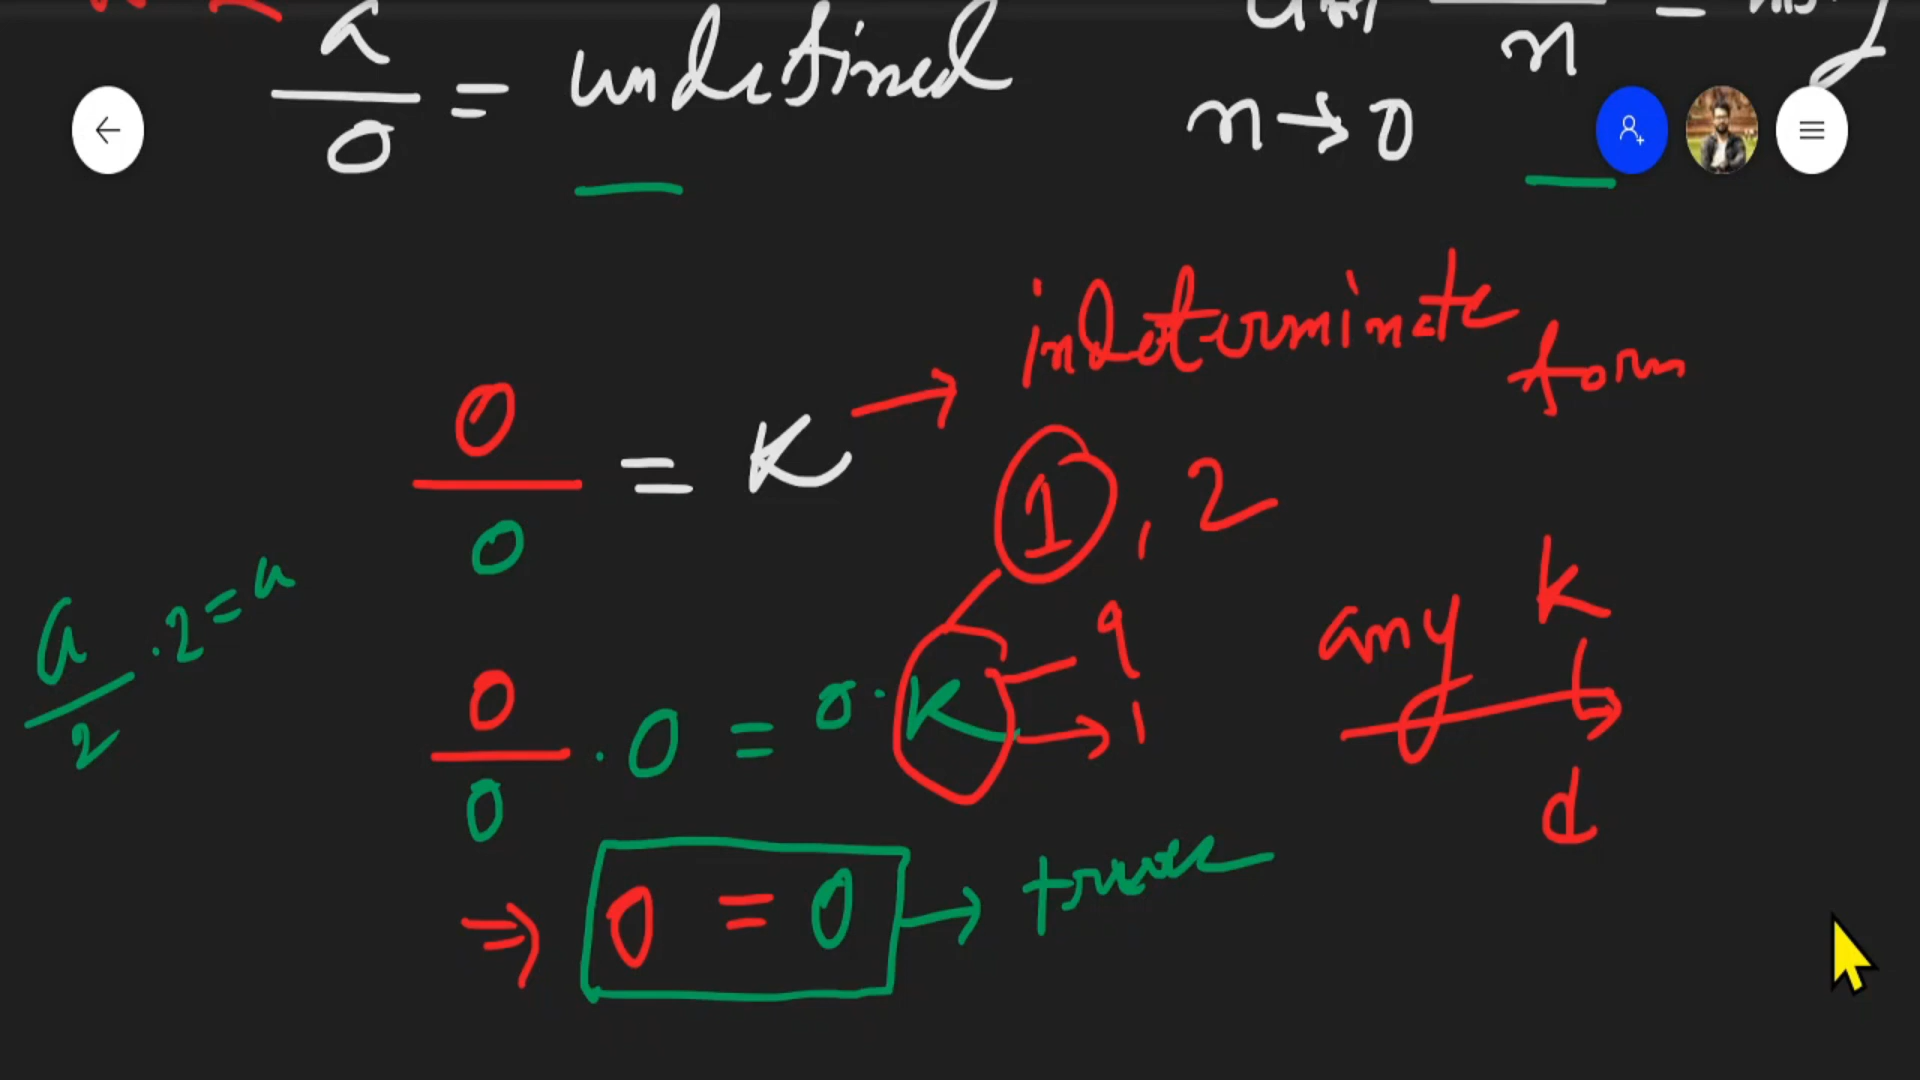 a/0 = undefined
n
n→0
indeterminate form
0/0 = K
1, 2
a/2 . 2 = a
any k
0/0 . 0 = 0 . K
9
1
d
⇒ 0 = 0 → true